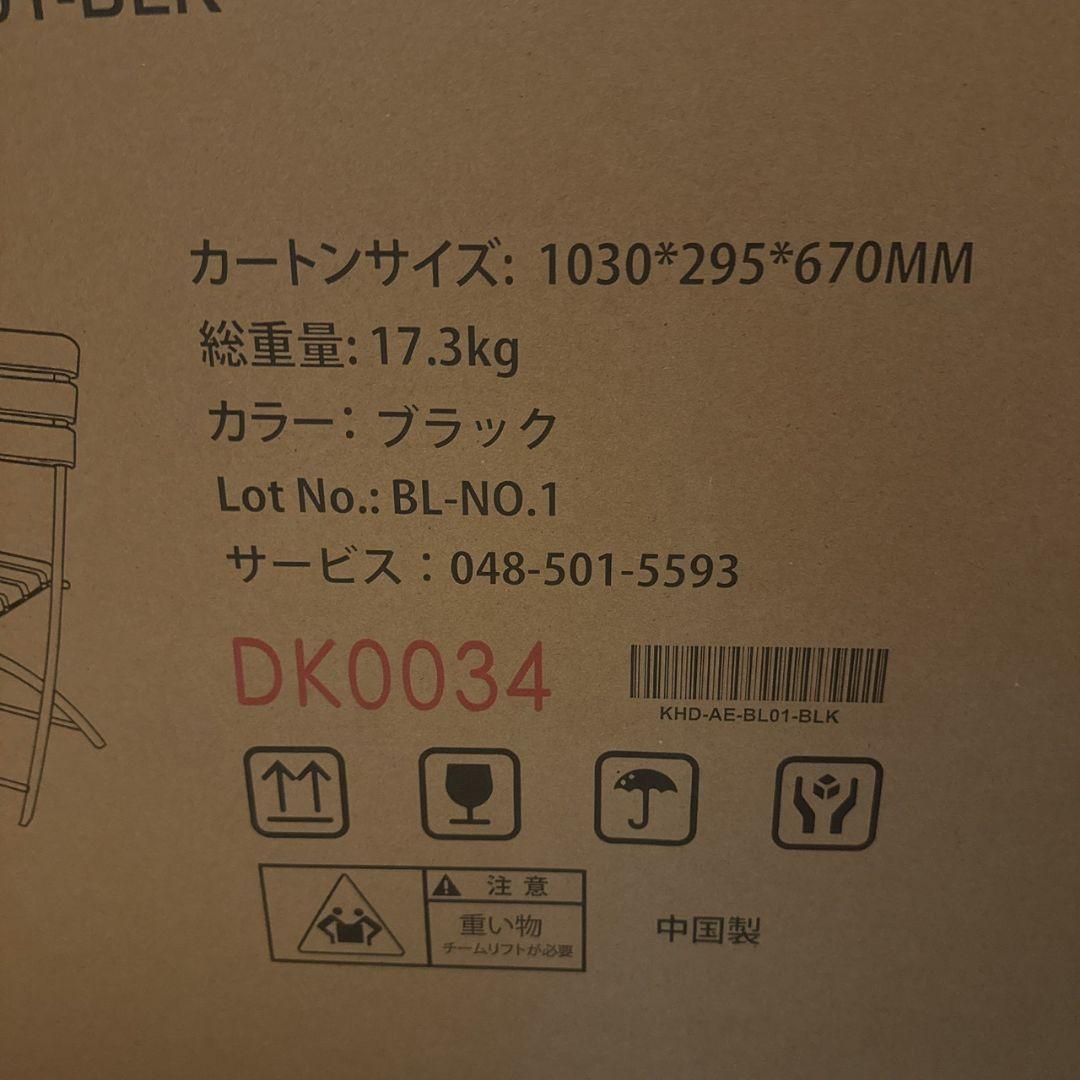 01-BLK
カートンサイズ: 1030*295*670MM
総重量: 17.3kg
カラー：ブラック
Lot No.: BL-NO.1
サービス：048-501-5593
DK0034
KHD-AE-BL01-BLK
注意
重い物
チームリフトが必要
中国製